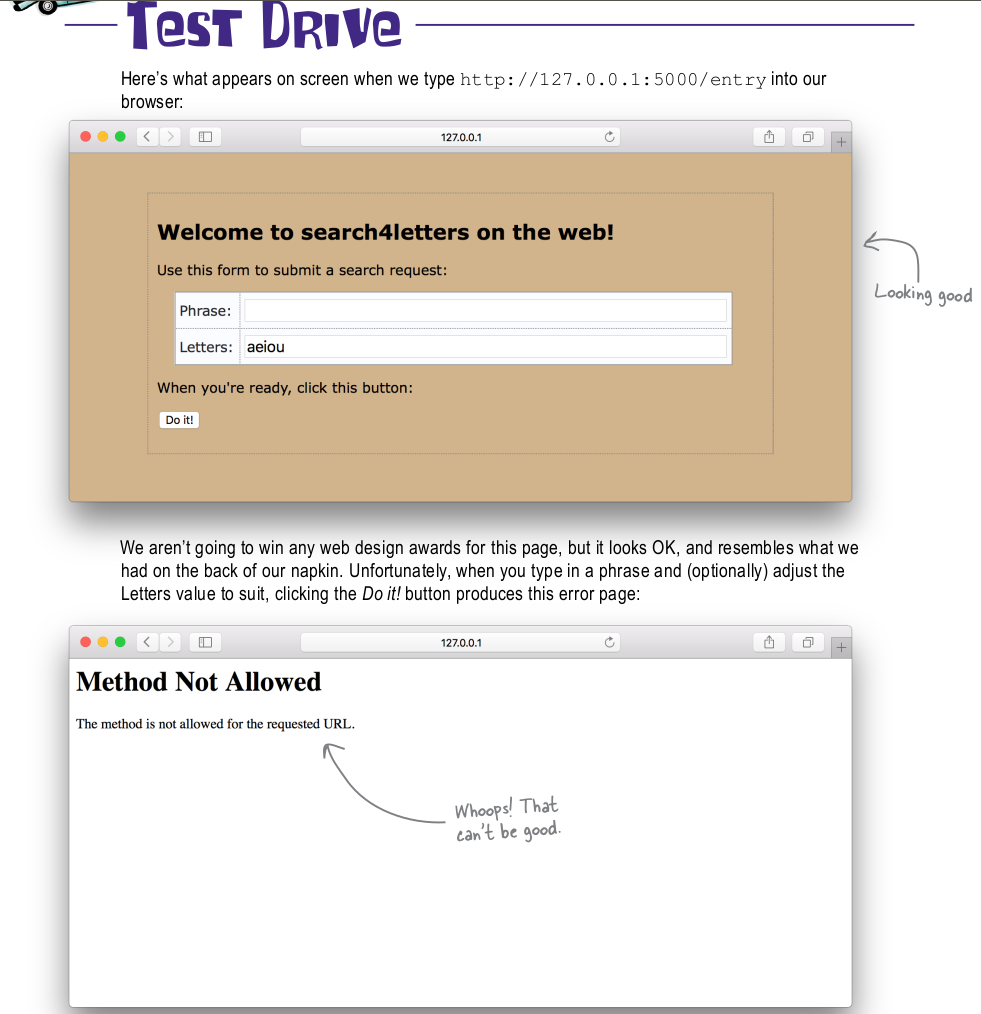 Test Drive
Here's what appears on screen when we type http://127.0.0.1:5000/entry into our
browser:
127.0.0.1
Welcome to search4letters on the web!
Use this form to submit a search request:
Phrase:
Letters: aeiou
When you're ready, click this button:
Do it!
Looking good
We aren't going to win any web design awards for this page, but it looks OK, and resembles what we
had on the back of our napkin. Unfortunately, when you type in a phrase and (optionally) adjust the
Letters value to suit, clicking the Do it! button produces this error page:
127.0.0.1
Method Not Allowed
The method is not allowed for the requested URL.
Whoops! That
can't be good.